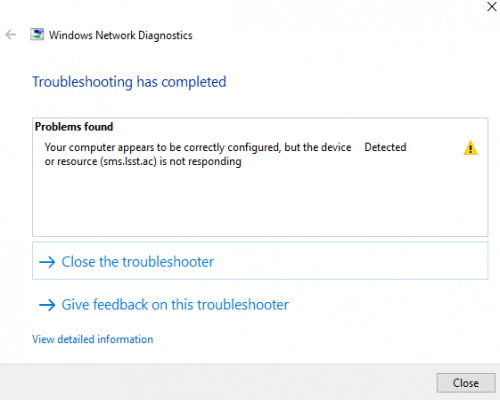 Windows Network Diagnostics
Troubleshooting has completed
Problems found
Your computer appears to be correctly configured, but the device Detected
or resource (sms.lsst.ac) is not responding
Close the troubleshooter
Give feedback on this troubleshooter
View detailed information
Close